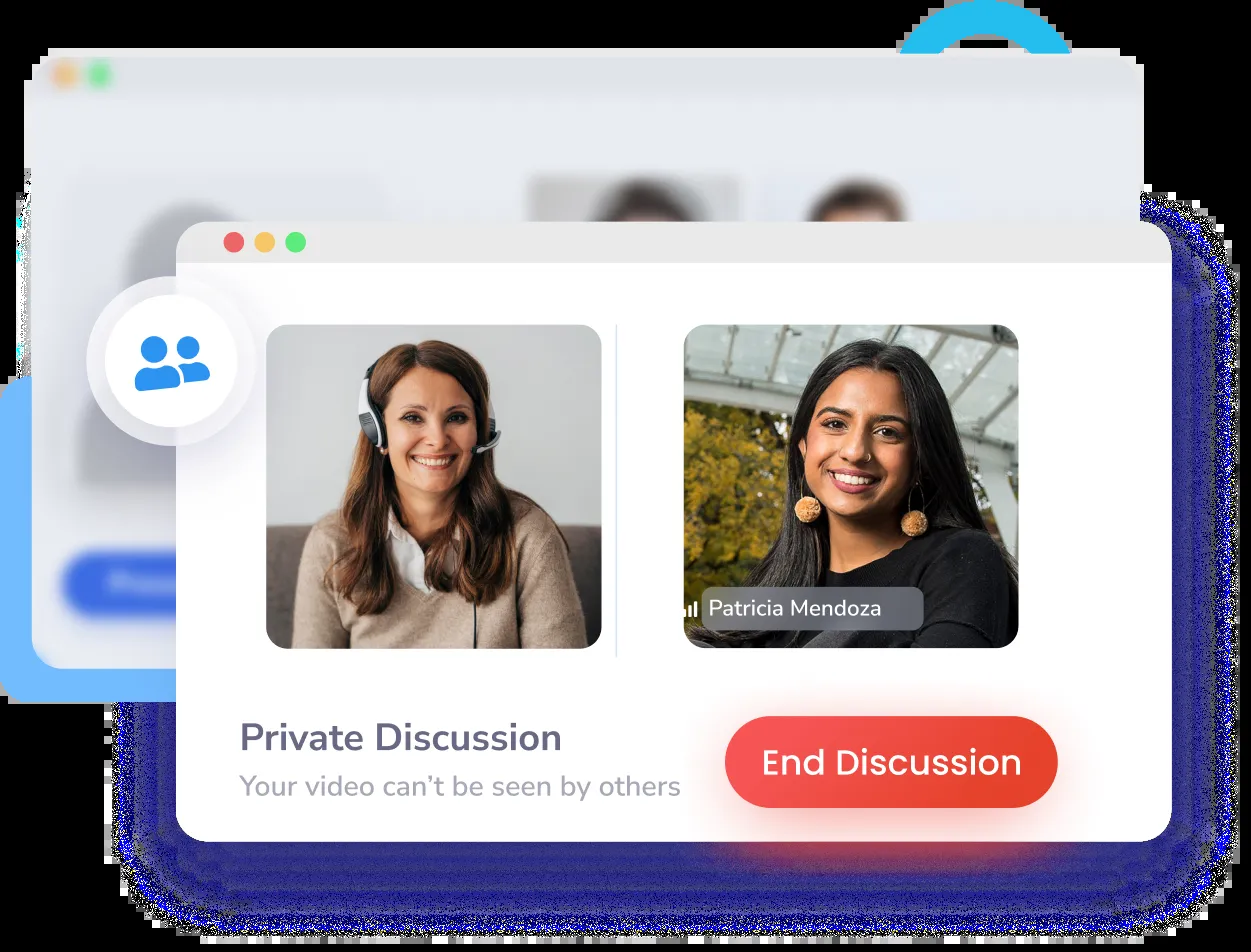 Patricia Mendoza
Private Discussion
Your video can’t be seen by others
End Discussion